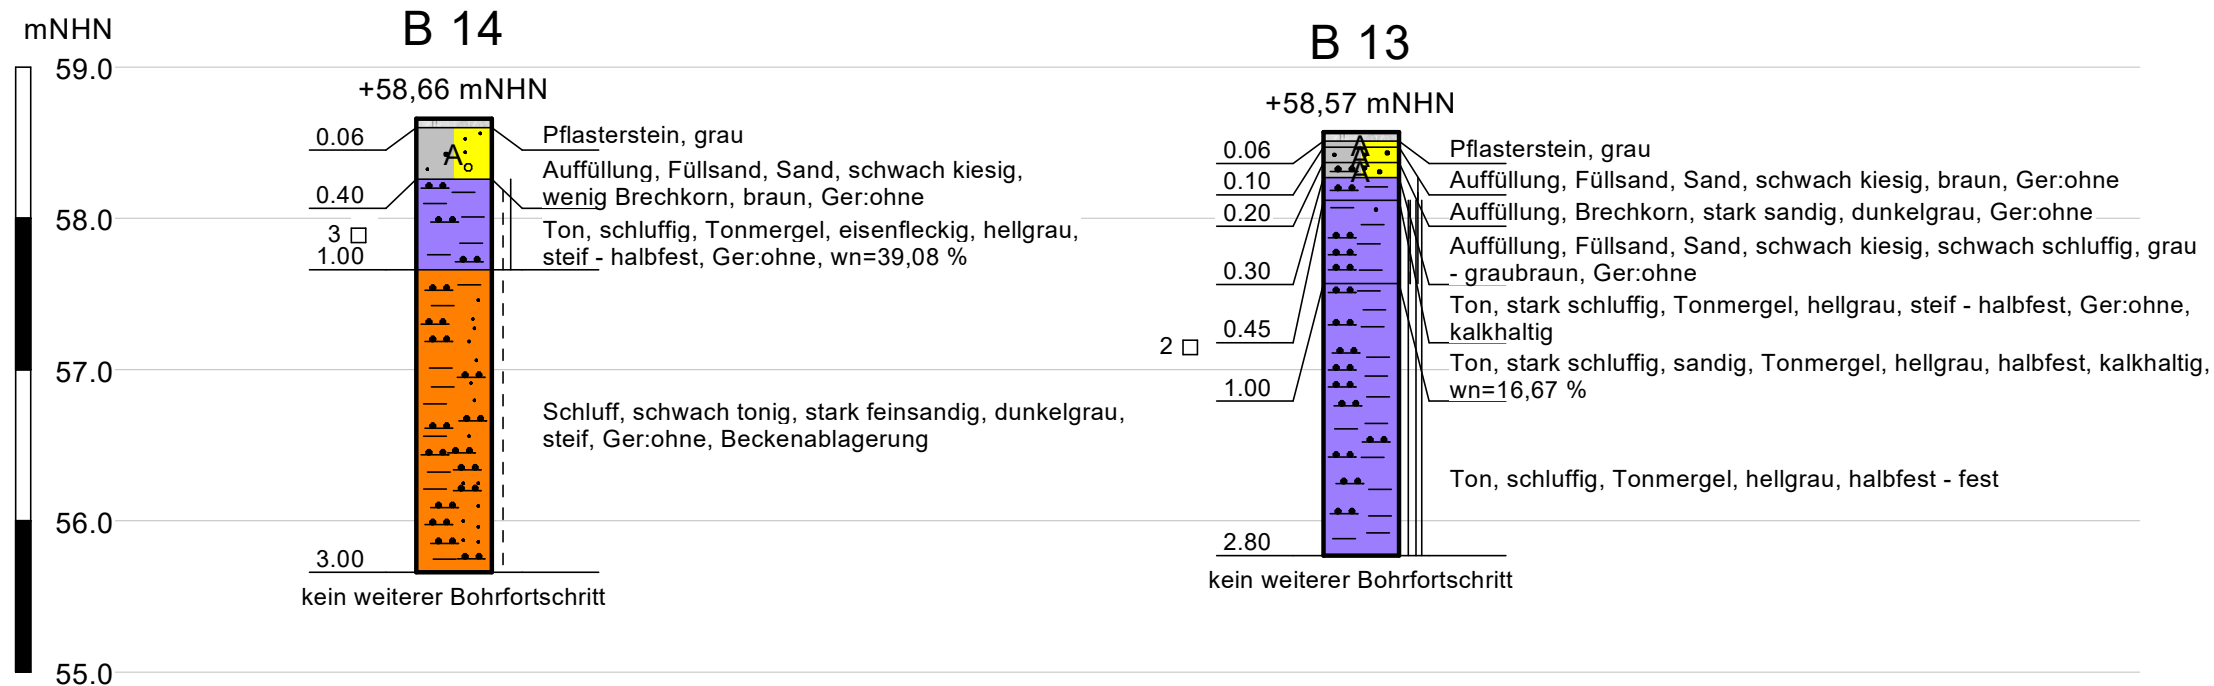 mNHN
59.0
58.0
57.0
56.0
55.0
B 14
+58,66 mNHN
0.06
0.40
3
1.00
3.00
A
Pflasterstein, grau
Auffüllung, Füllsand, Sand, schwach kiesig,
wenig Brechkorn, braun, Ger:ohne
Ton, schluffig, Tonmergel, eisenfleckig, hellgrau,
steif - halbfest, Ger:ohne, wn=39,08 %
Schluff, schwach tonig, stark feinsandig, dunkelgrau,
steif, Ger:ohne, Beckenablagerung
kein weiterer Bohrfortschritt
B 13
+58,57 mNHN
0.06
0.10
0.20
0.30
0.45
2
1.00
2.80
A
A
A
A
Pflasterstein, grau
Auffüllung, Füllsand, Sand, schwach kiesig, braun, Ger:ohne
Auffüllung, Brechkorn, stark sandig, dunkelgrau, Ger:ohne
Auffüllung, Füllsand, Sand, schwach kiesig, schwach schluffig, grau
- graubraun, Ger:ohne
Ton, stark schluffig, Tonmergel, hellgrau, steif - halbfest, Ger:ohne,
kalkhaltig
Ton, stark schluffig, sandig, Tonmergel, hellgrau, halbfest, kalkhaltig,
wn=16,67 %
Ton, schluffig, Tonmergel, hellgrau, halbfest - fest
kein weiterer Bohrfortschritt